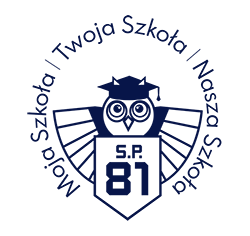 Moja Szkoła | Twoja Szkoła | Nasza Szkoła
S.P.
81